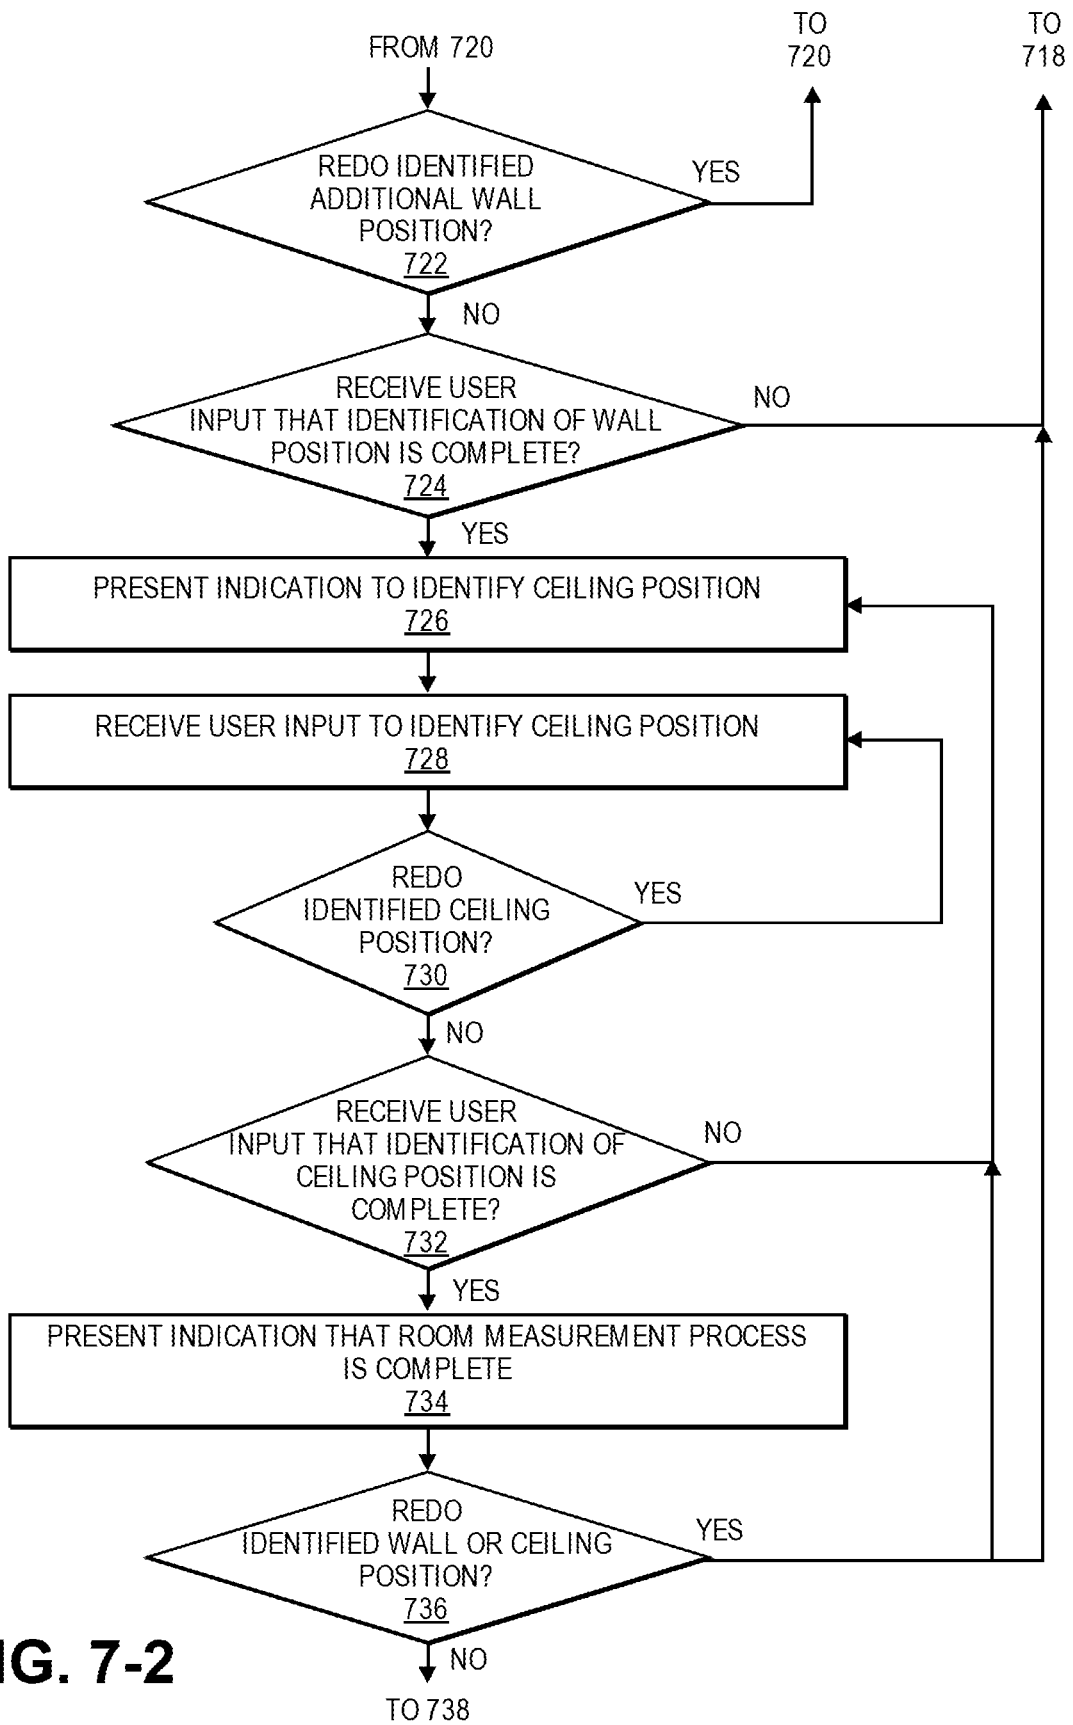 TO
720
TO
718
FROM 720
REDO IDENTIFIED
ADDITIONAL WALL
POSITION?
722
YES
NO
RECEIVE USER
INPUT THAT IDENTIFICATION OF WALL
POSITION IS COMPLETE?
724
NO
YES
PRESENT INDICATION TO IDENTIFY CEILING POSITION
726
RECEIVE USER INPUT TO IDENTIFY CEILING POSITION
728
REDO
IDENTIFIED CEILING
POSITION?
730
YES
NO
RECEIVE USER
INPUT THAT IDENTIFICATION OF
CEILING POSITION IS
COMPLETE?
732
NO
YES
PRESENT INDICATION THAT ROOM MEASUREMENT PROCESS
IS COMPLETE
734
REDO
IDENTIFIED WALL OR CEILING
POSITION?
736
YES
NO
TO 738
IG. 7-2